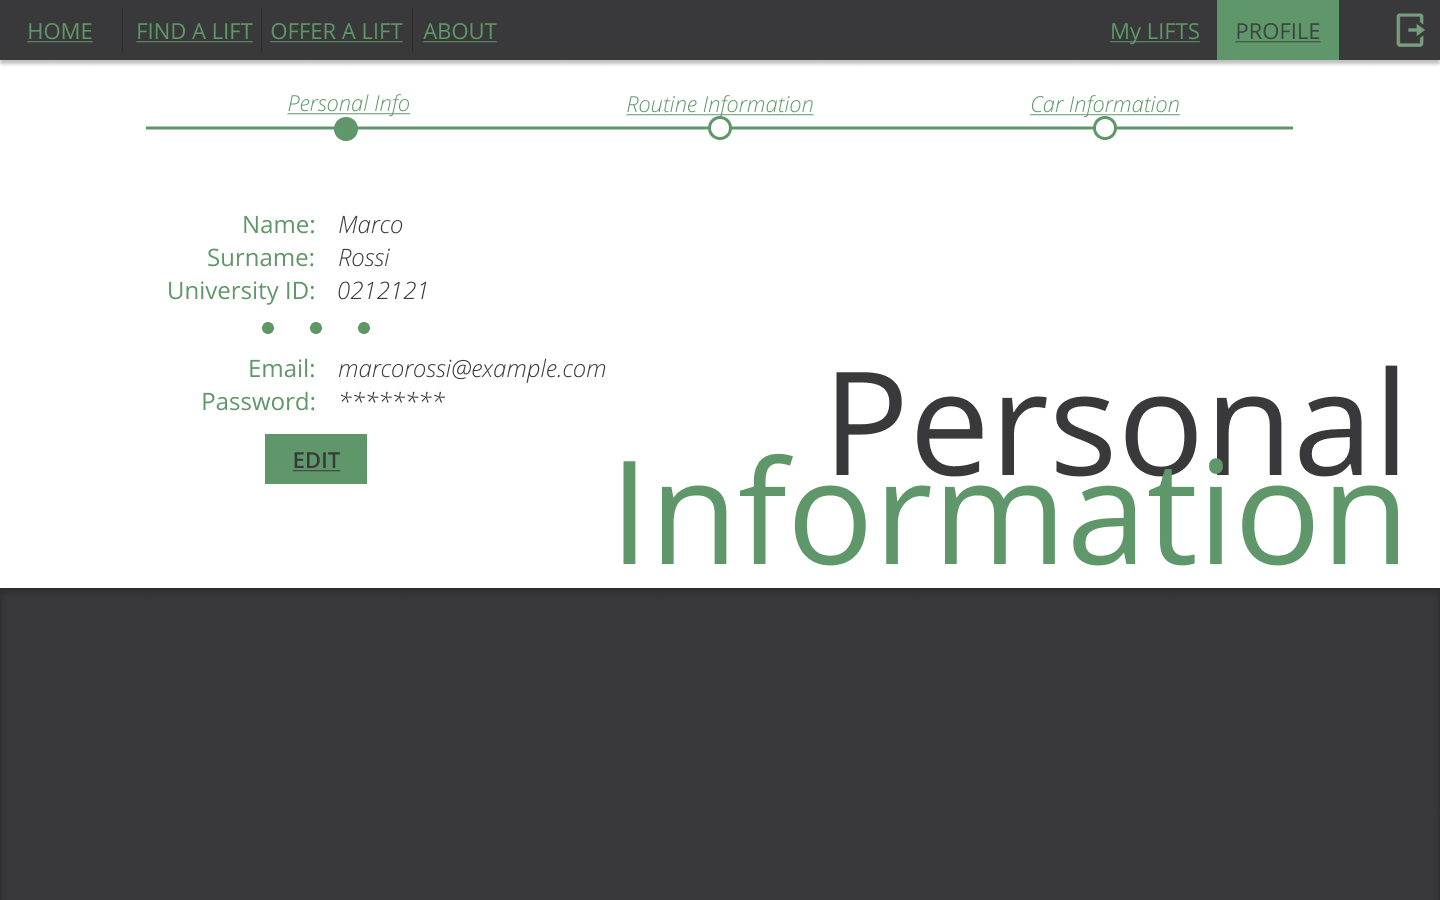 HOME FIND A LIFT OFFER A LIFT ABOUT My LIFTS PROFILE
Personal Info Routine Information Car Information
Name: Marco
Surname: Rossi
University ID: 0212121
Email: marcorossi@example.com
Password: ********
EDIT
Personal
Information